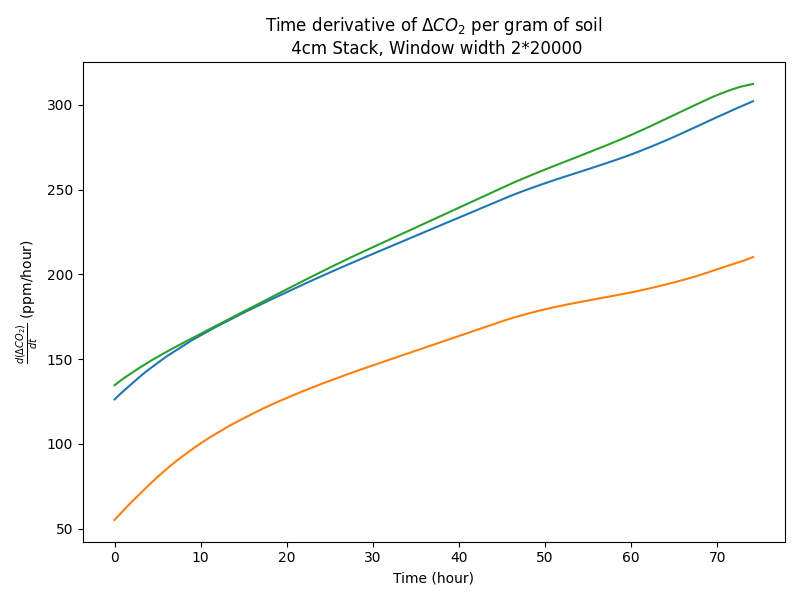 Time derivative of ΔCO₂ per gram of soil
4cm Stack, Window width 2*20000
300
250
200
150
100
50
d(ΔCO₂)/dt (ppm/hour)
0 10 20 30 40 50 60 70
Time (hour)